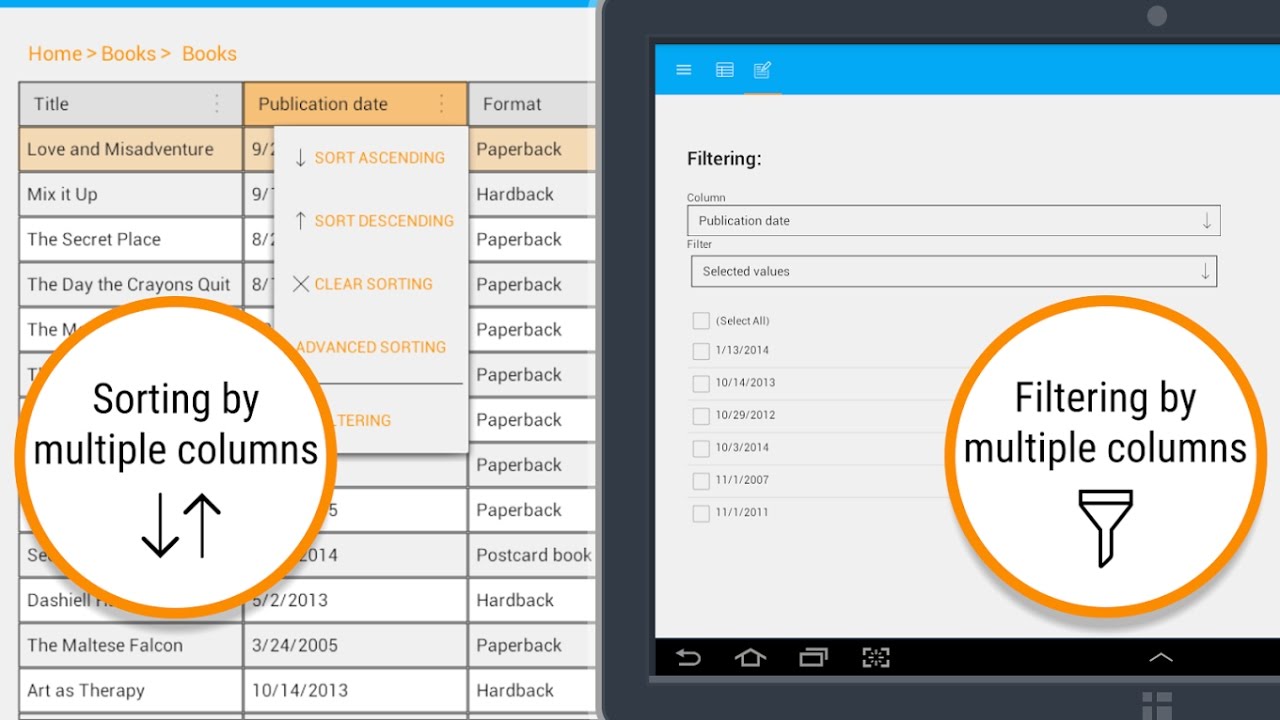 Home > Books > Books
Title
Publication date
Format
Love and Misadventure
9/2
Paperback
SORT ASCENDING
Mix it Up
9/1
Hardback
SORT DESCENDING
The Secret Place
8/2
Paperback
The Day the Crayons Quit
8/1
CLEAR SORTING
Paperback
The M
Paperback
ADVANCED SORTING
Paperback
LTERING
Paperback
Paperback
5
Paperback
Se
2014
Postcard book
Dashiell H
5/2/2013
Hardback
The Maltese Falcon
3/24/2005
Paperback
Art as Therapy
10/14/2013
Hardback
Sorting by
multiple columns
Filtering:
Column
Publication date
Filter
Selected values
(Select All)
1/13/2014
10/14/2013
10/29/2012
10/3/2014
11/1/2007
11/1/2011
Filtering by
multiple columns